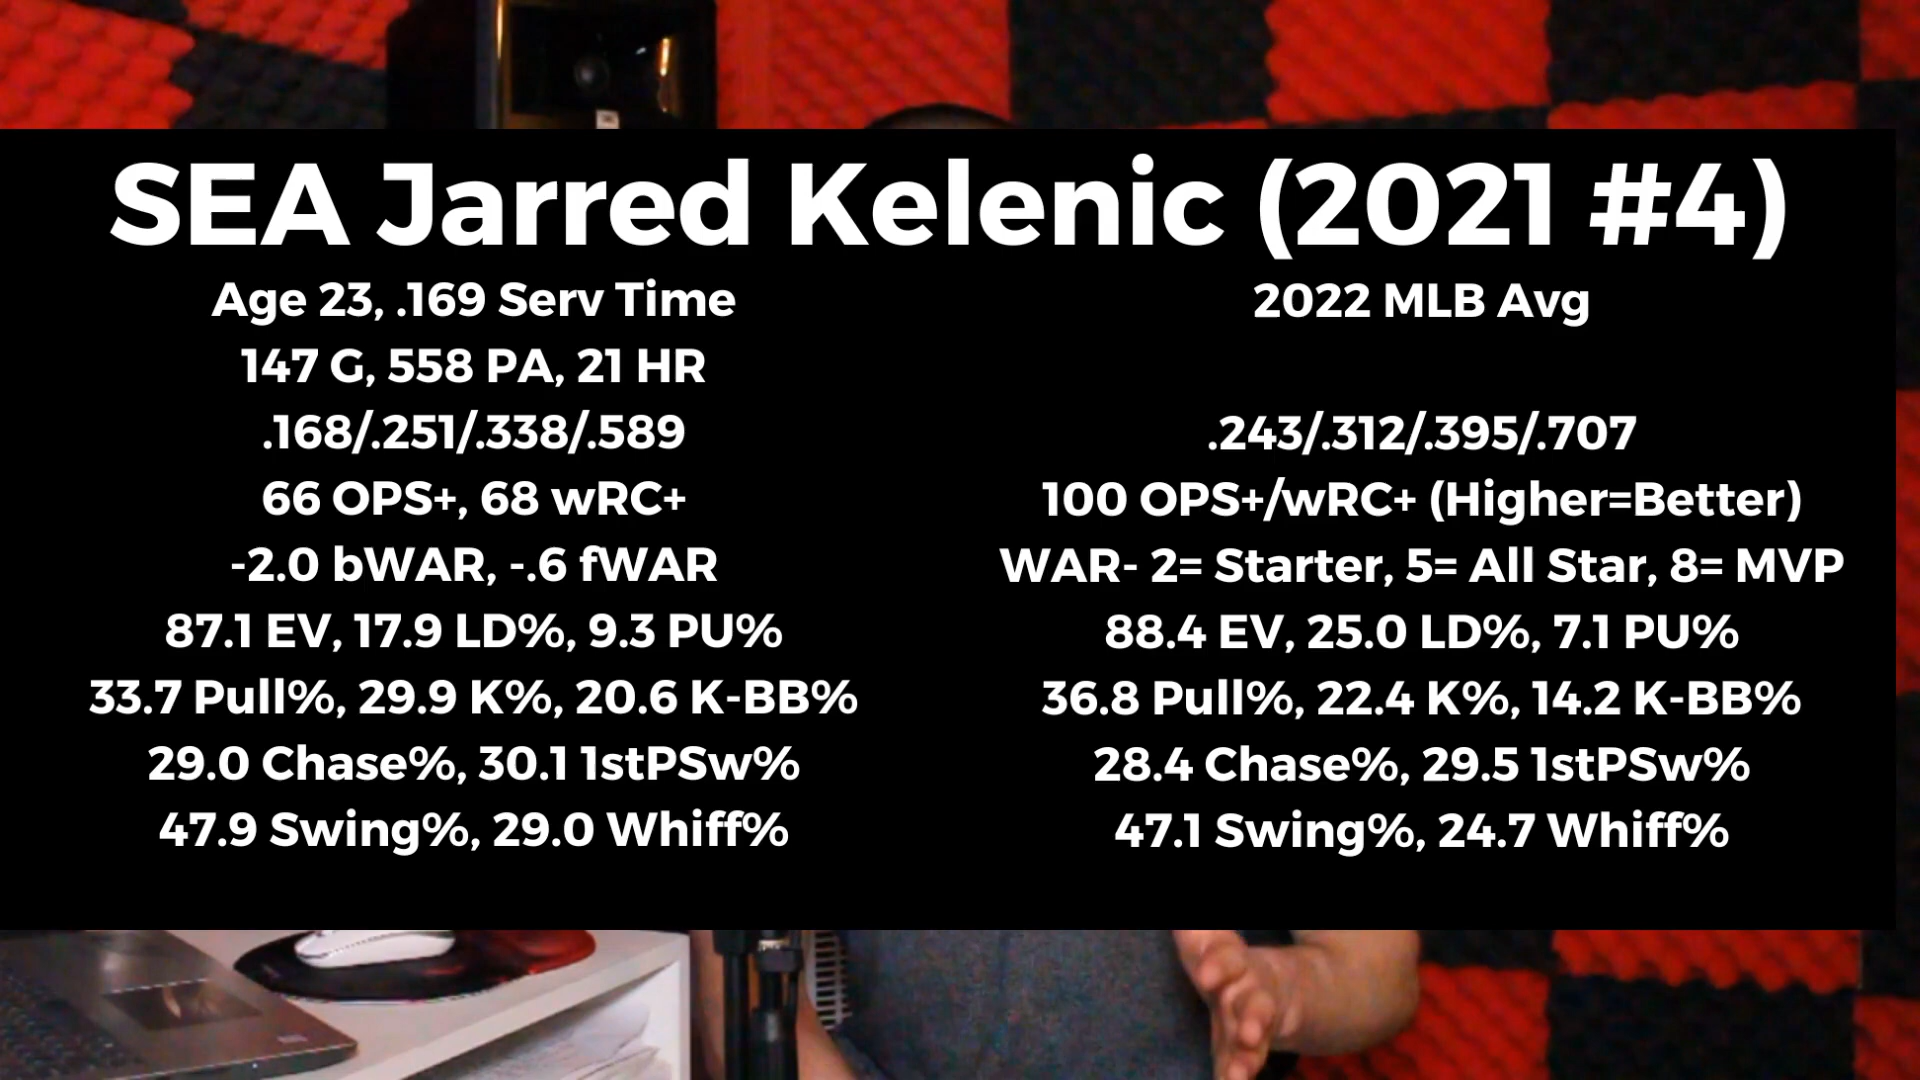 SEA Jarred Kelenic (2021 #4)
Age 23, .169 Serv Time
147 G, 558 PA, 21 HR
.168/.251/.338/.589
66 OPS+, 68 wRC+
-2.0 bWAR, -.6 fWAR
87.1 EV, 17.9 LD%, 9.3 PU%
33.7 Pull%, 29.9 K%, 20.6 K-BB%
29.0 Chase%, 30.1 1stPSw%
47.9 Swing%, 29.0 Whiff%
2022 MLB Avg
.243/.312/.395/.707
100 OPS+/wRC+ (Higher=Better)
WAR- 2= Starter, 5= All Star, 8= MVP
88.4 EV, 25.0 LD%, 7.1 PU%
36.8 Pull%, 22.4 K%, 14.2 K-BB%
28.4 Chase%, 29.5 1stPSw%
47.1 Swing%, 24.7 Whiff%